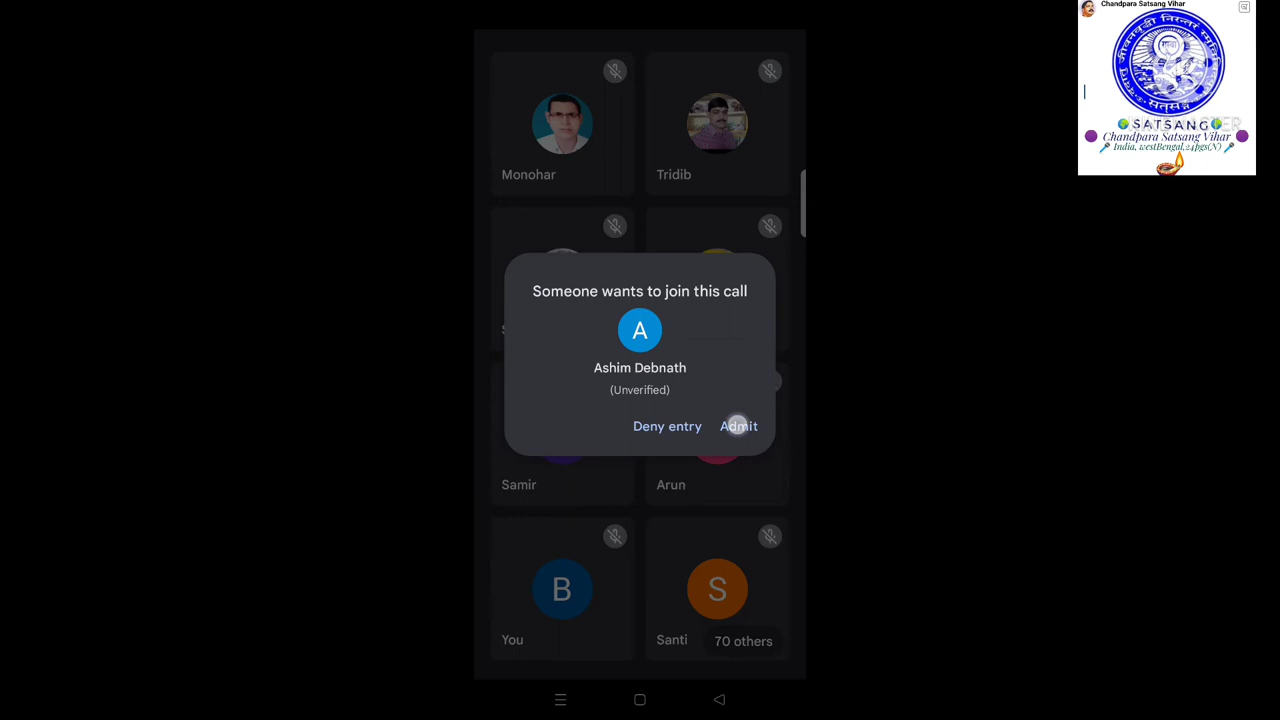 Chandpara Satsang Vihar
SATSANG
Chandpara Satsang Vihar
India, westBengal,24pgs(N)
Monohar
Tridib
Someone wants to join this call
A
Ashim Debnath
(Unverified)
Deny entry
Admit
Samir
Arun
B
S
You
Santi
70 others